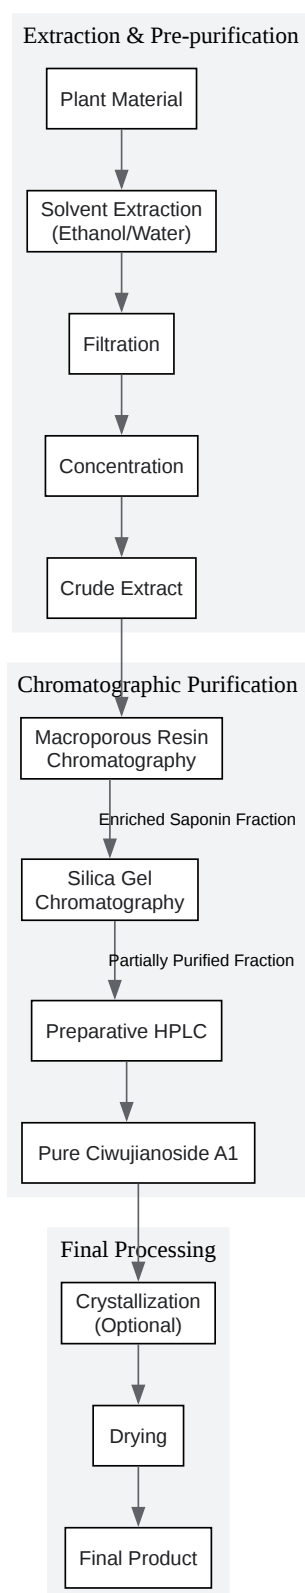 Extraction & Pre-purification
Plant Material
Solvent Extraction
(Ethanol/Water)
Filtration
Concentration
Crude Extract
Chromatographic Purification
Macroporous Resin
Chromatography
Enriched Saponin Fraction
Silica Gel
Chromatography
Partially Purified Fraction
Preparative HPLC
Pure Ciwujianoside A1
Final Processing
Crystallization
(Optional)
Drying
Final Product